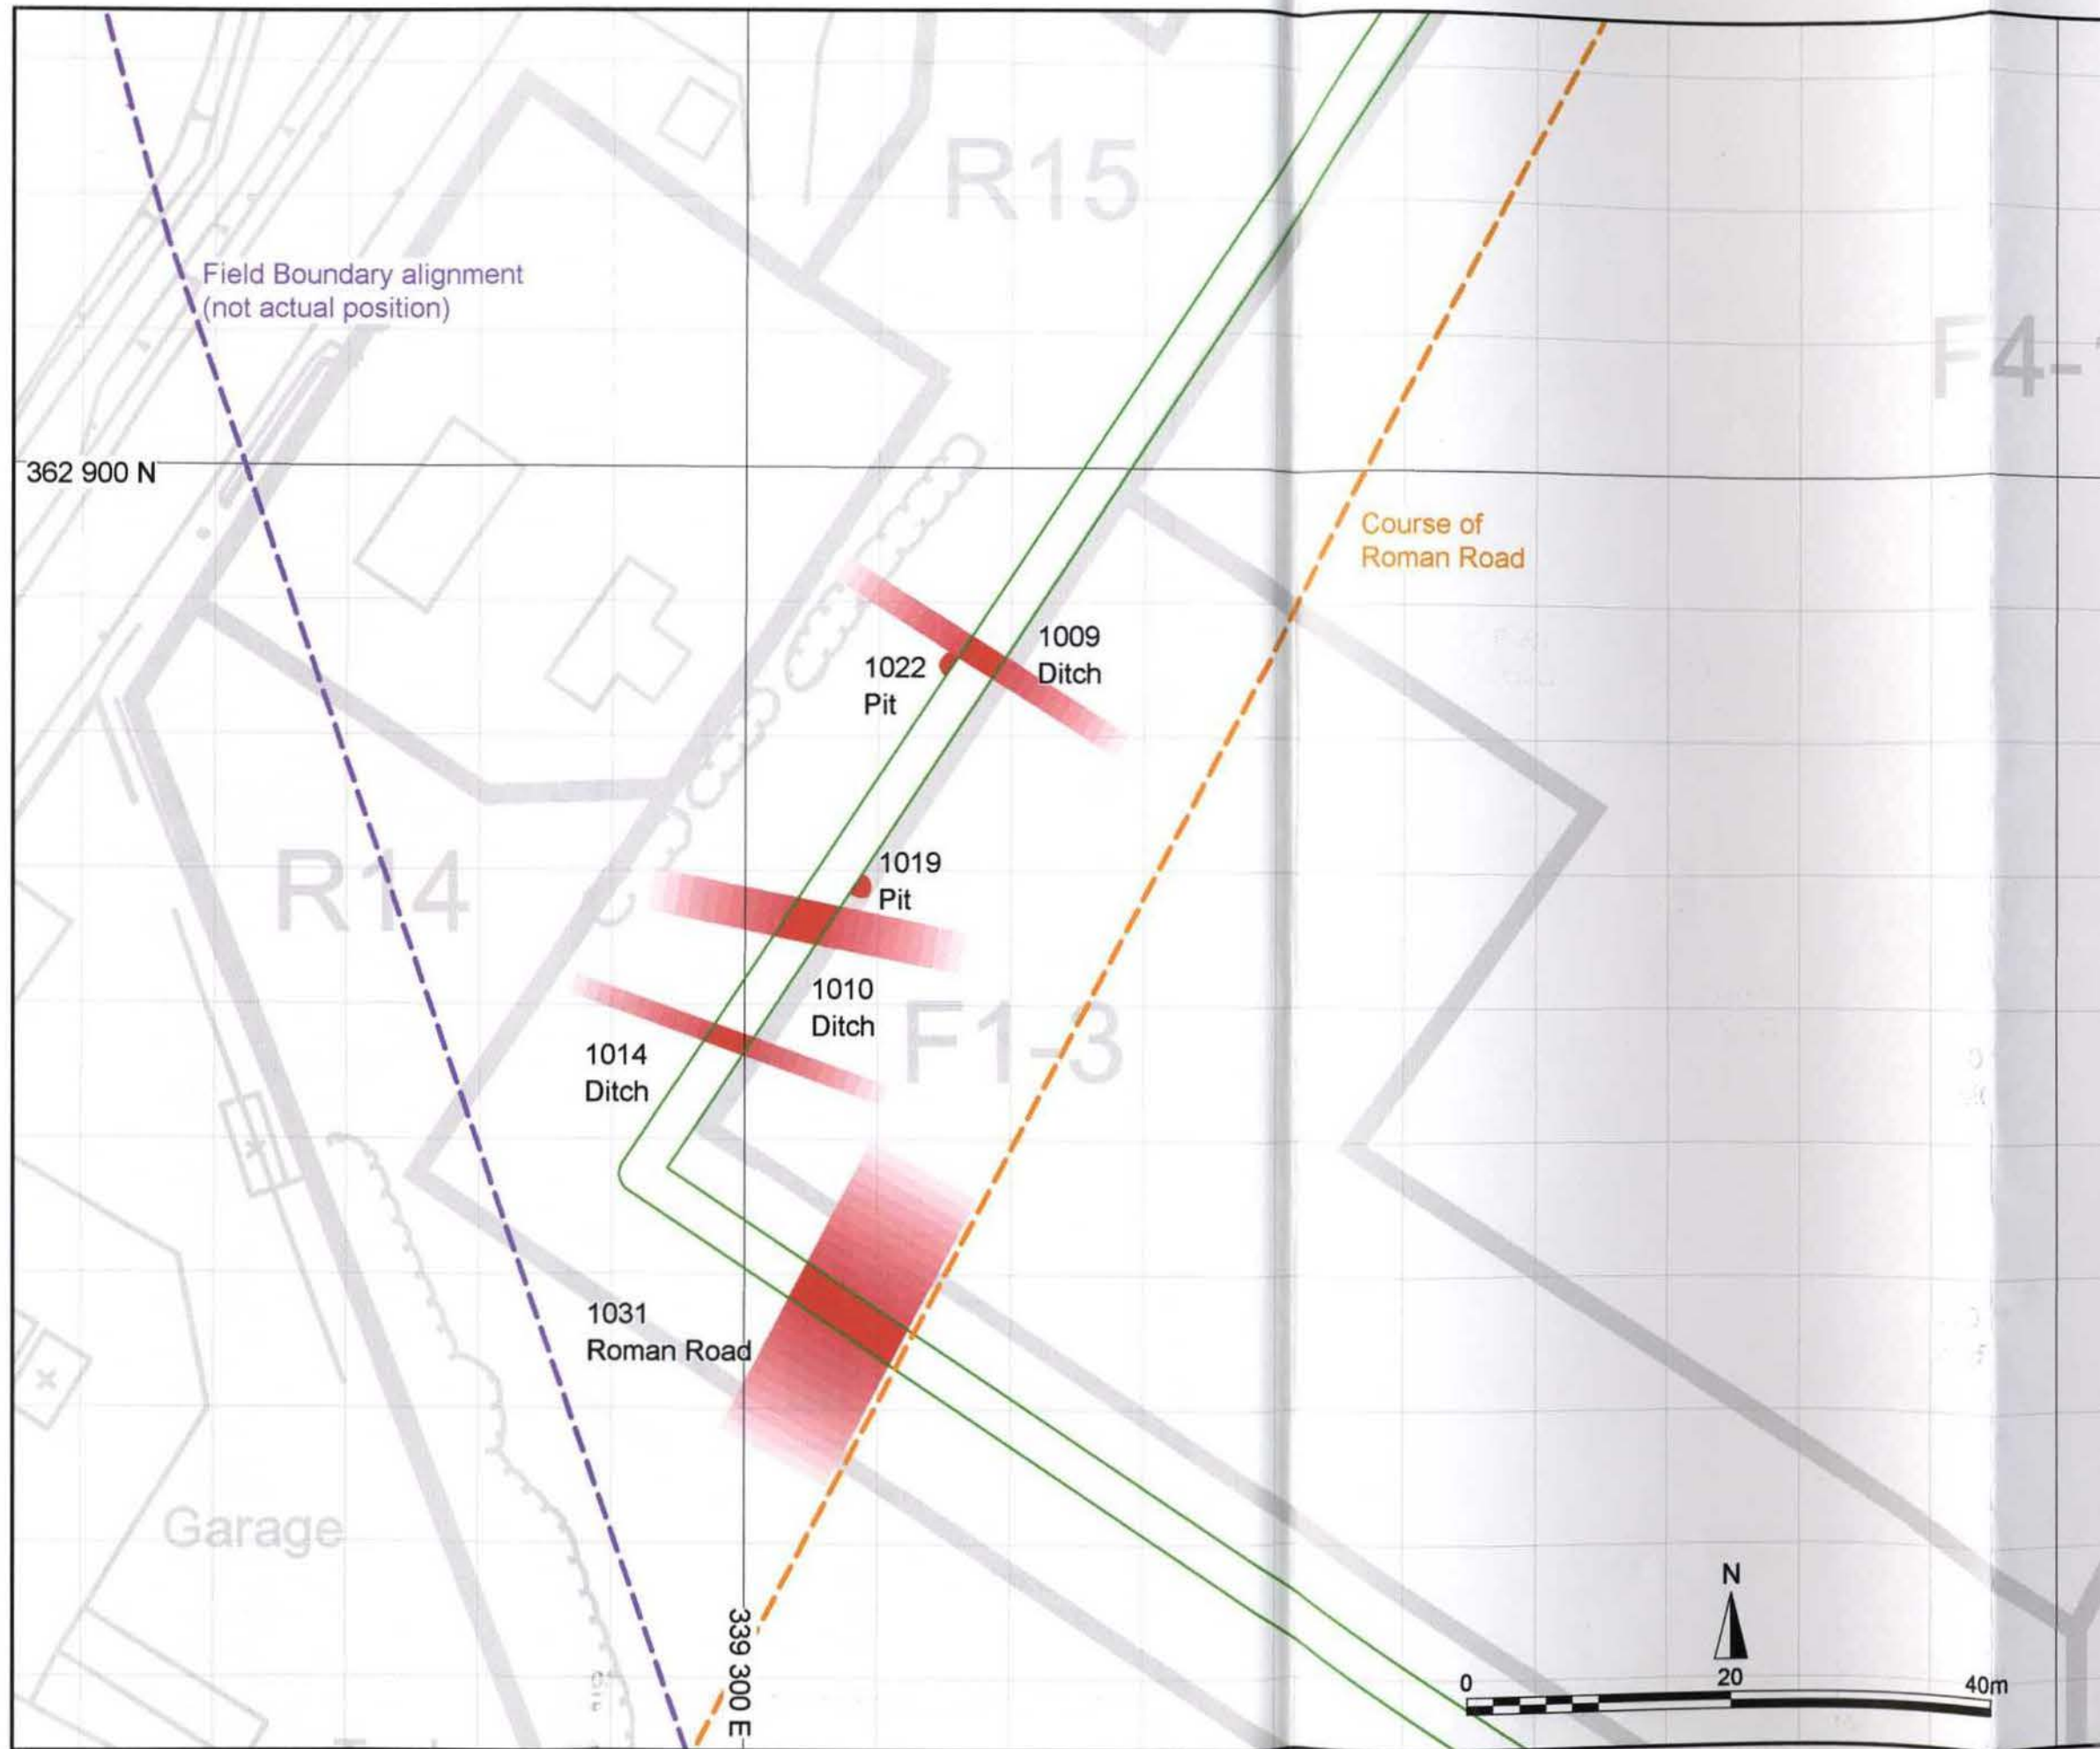 R15
Field Boundary alignment
(not actual position)
F4-
362 900 N
Course of
Roman Road
1009
Ditch
1022
Pit
1019
Pit
R14
1010
Ditch
F1-3
1014
Ditch
1031
Roman Road
Garage
339 300 E
N
0
20
40m